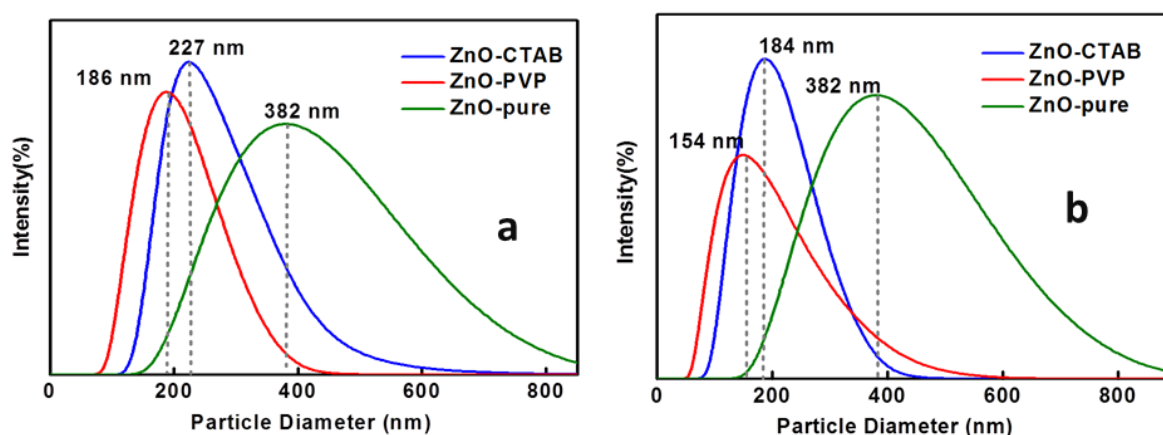 227 nm
186 nm
382 nm
ZnO-CTAB
ZnO-PVP
ZnO-pure
a
Intensity(%)
0 200 400 600 800
Particle Diameter (nm)
184 nm
382 nm
154 nm
ZnO-CTAB
ZnO-PVP
ZnO-pure
b
Intensity(%)
0 200 400 600 800
Particle Diameter (nm)